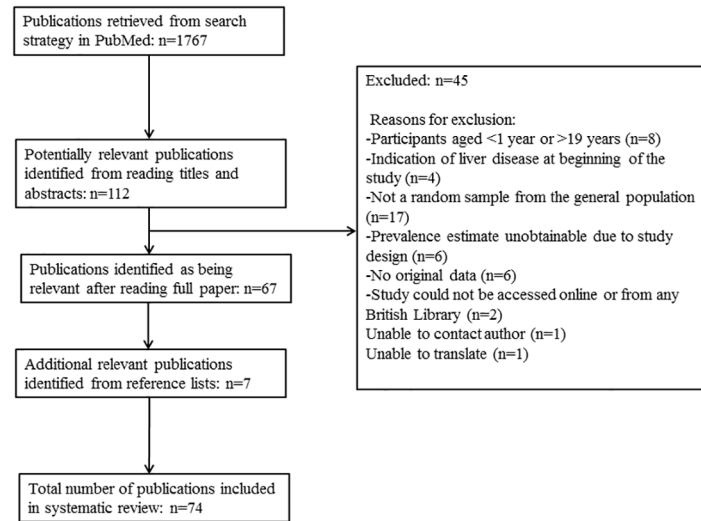 Publications retrieved from search
strategy in PubMed: n=1767
Potentially relevant publications
identified from reading titles and
abstracts: n=112
Publications identified as being
relevant after reading full paper: n=67
Additional relevant publications
identified from reference lists: n=7
Total number of publications included
in systematic review: n=74
Excluded: n=45
Reasons for exclusion:
-Participants aged <1 year or >19 years (n=8)
-Indication of liver disease at beginning of the
study (n=4)
-Not a random sample from the general population
(n=17)
-Prevalence estimate unobtainable due to study
design (n=6)
-No original data (n=6)
-Study could not be accessed online or from any
British Library (n=2)
Unable to contact author (n=1)
Unable to translate (n=1)